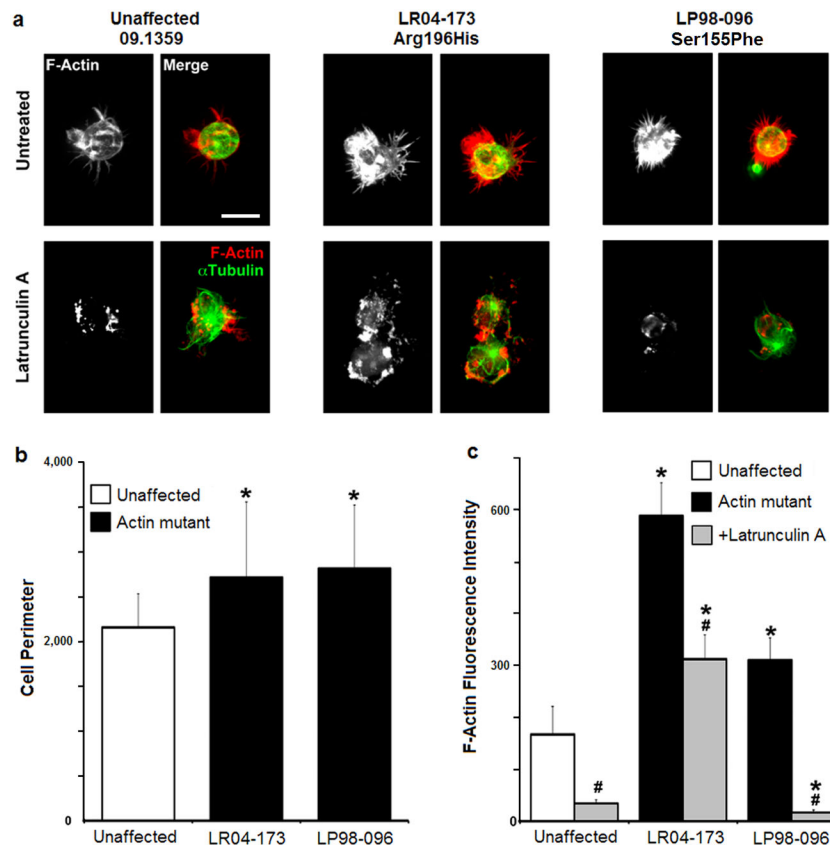 a
Unaffected
09.1359
LR04-173
Arg196His
LP98-096
Ser155Phe
Untreated
F-Actin
Merge
Latrunculin A
F-Actin
αTubulin
b
Cell Perimeter
4,000
2,000
0
Unaffected
Actin mutant
*
*
Unaffected
LR04-173
LP98-096
c
F-Actin Fluorescence Intensity
600
300
0
Unaffected
Actin mutant
+Latrunculin A
#
*
*
#
*
*
#
Unaffected
LR04-173
LP98-096